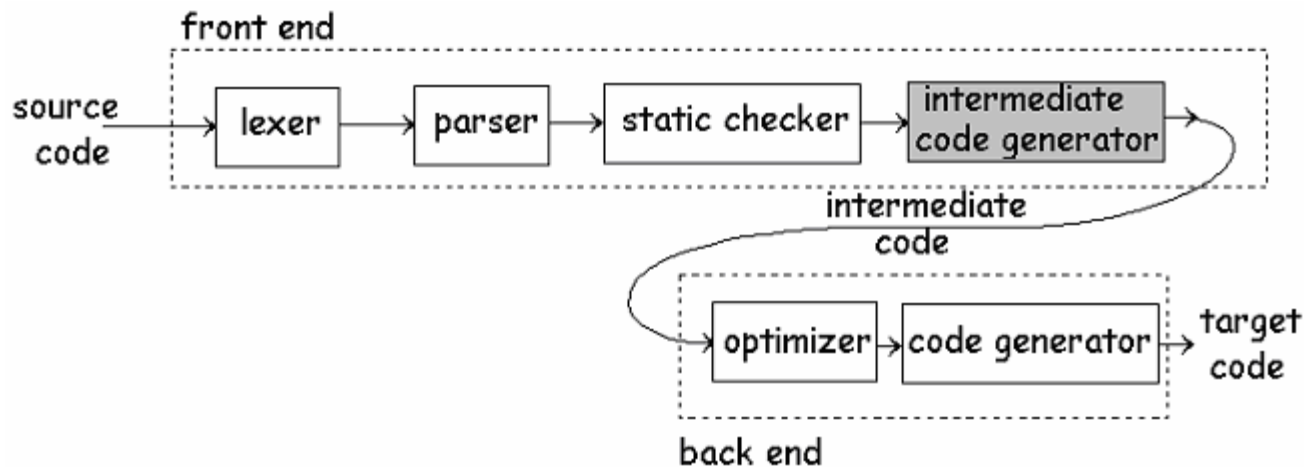 front end
source
code
lexer
parser
static checker
intermediate
code generator
intermediate
code
optimizer
code generator
target
code
back end